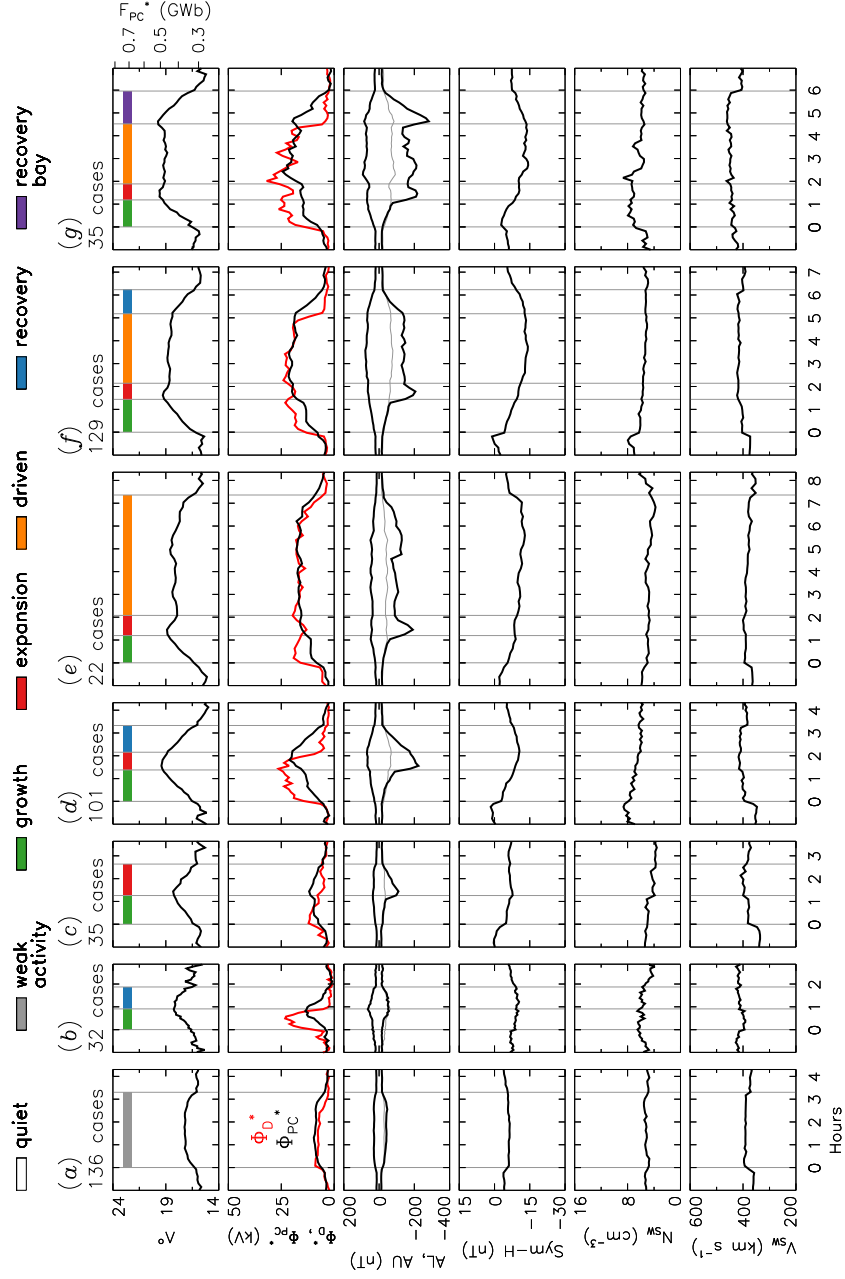 quiet
weak activity
growth
expansion
driven
recovery
recovery bay
(a)
136 cases
(b)
32 cases
(c)
35 cases
(d)
101 cases
(e)
22 cases
(f)
129 cases
(g)
35 cases
F_PC* (GWb)
0.7
0.5
0.3
Λ°
24
19
14
Φ_D*, Φ_PC* (kV)
50
25
0
Φ_D*
Φ_PC*
AL, AU (nT)
200
0
−200
−400
Sym−H (nT)
15
0
−15
−30
N_SW (cm⁻³)
16
8
0
V_SW (km s⁻¹)
600
400
200
0 1 2 3 4
0 1 2
0 1 2 3
0 1 2 3 4
0 1 2 3 4 5 6 7 8
0 1 2 3 4 5 6 7
0 1 2 3 4 5 6
Hours